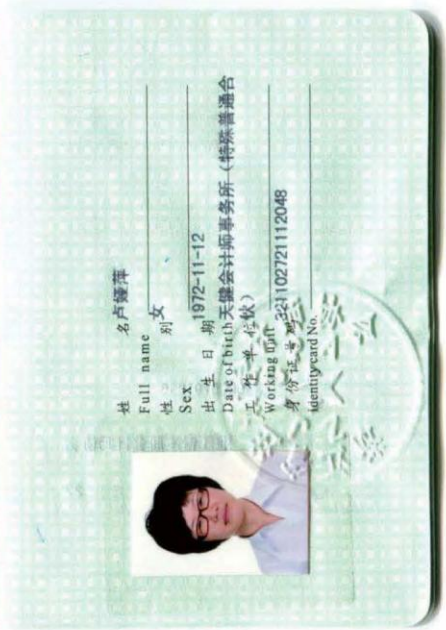 姓 名 卢娅萍
Full name
性 别 女
Sex
出 生 日 期 1972-11-12
Date of birth 天健会计师事务所（特殊普通合
工 作 单 位 伙）
Working unit
身份证号码 321102721112048
Identity card No.